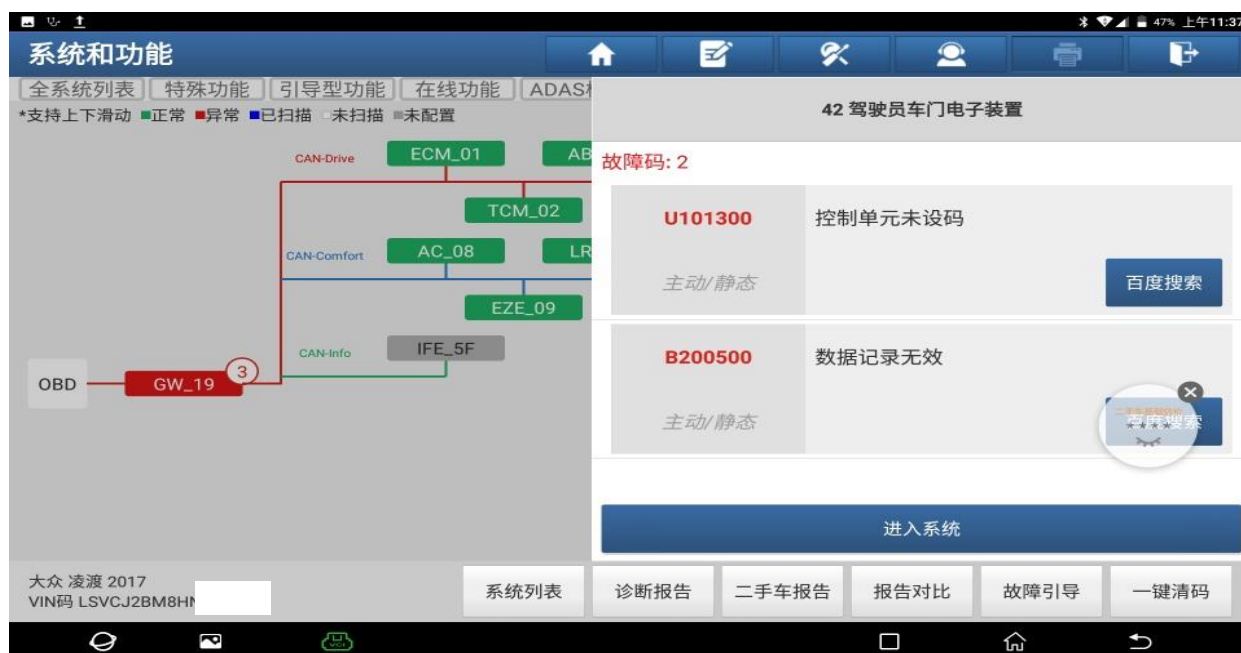 47% 上午11:37
系统和功能
全系统列表 特殊功能 引导型功能 在线功能 ADAS
*支持上下滑动 正常 异常 已扫描 未扫描 未配置
CAN-Drive ECM_01 AB
TCM_02
CAN-Comfort AC_08 LR
EZE_09
CAN-Info IFE_5F
OBD GW_19 3
42 驾驶员车门电子装置
故障码: 2
U101300 控制单元未设码
主动/静态 百度搜索
B200500 数据记录无效
主动/静态 百度搜索
进入系统
大众 凌渡 2017
VIN码 LSVCJ2BM8H
系统列表 诊断报告 二手车报告 报告对比 故障引导 一键清码
VCI